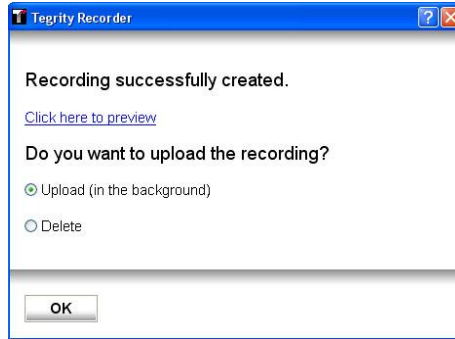 Tegrity Recorder
Recording successfully created.
Click here to preview
Do you want to upload the recording?
Upload (in the background)
Delete
OK